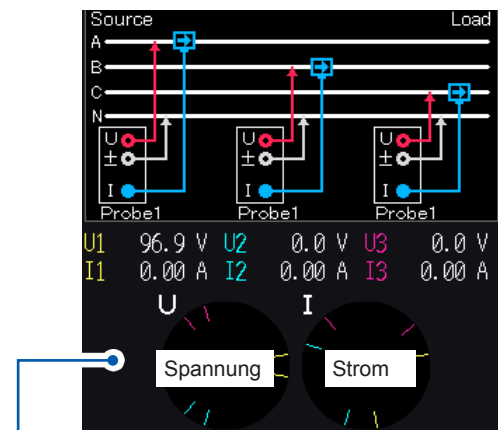 Source Load
A
B
C
N
U U U
± ± ±
I I I
Probe1 Probe1 Probe1
U1 96.9 V U2 0.0 V U3 0.0 V
I1 0.00 A I2 0.00 A I3 0.00 A
U I
Spannung Strom